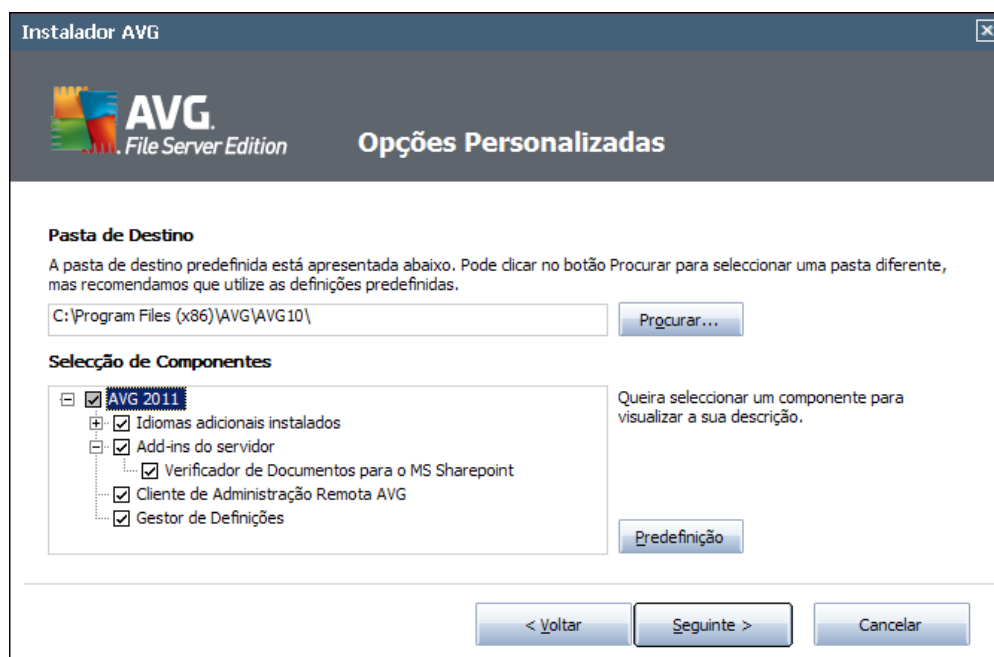 Instalador AVG
AVG.
File Server Edition
Opções Personalizadas
Pasta de Destino
A pasta de destino predefinida está apresentada abaixo. Pode clicar no botão Procurar para seleccionar uma pasta diferente,
mas recomendamos que utilize as definições predefinidas.
C:\Program Files (x86)\AVG\AVG10\
Procurar...
Selecção de Componentes
AVG 2011
Idiomas adicionais instalados
Add-ins do servidor
Verificador de Documentos para o MS Sharepoint
Cliente de Administração Remota AVG
Gestor de Definições
Queira seleccionar um componente para
visualizar a sua descrição.
Predefinição
< Voltar
Seguinte >
Cancelar